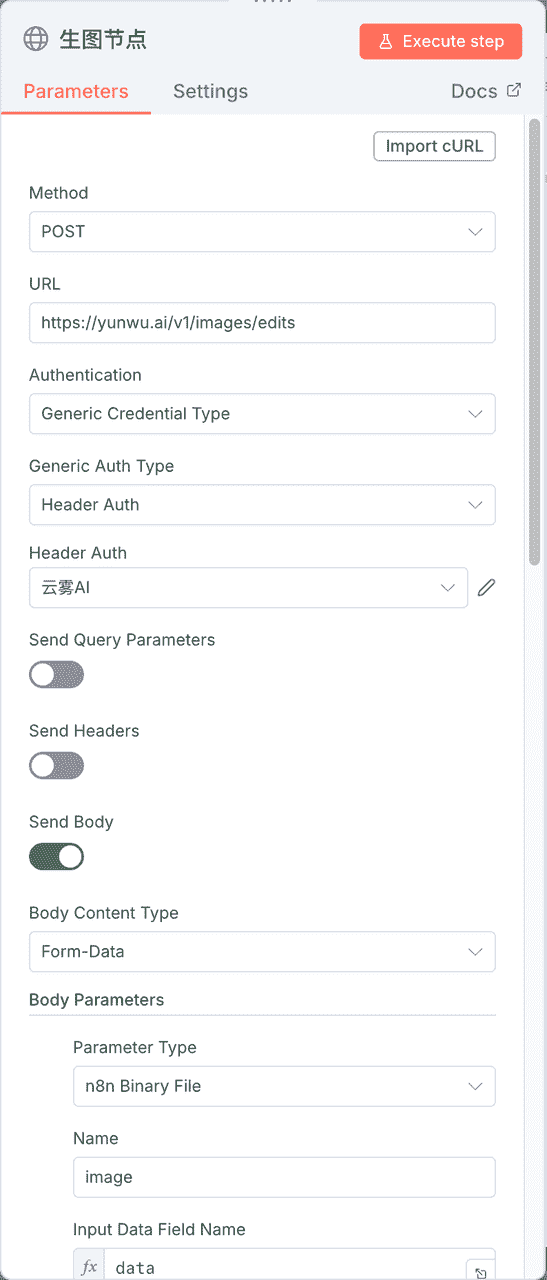 生图节点
Execute step
Parameters
Settings
Docs
Import cURL
Method
POST
URL
https://yunwu.ai/v1/images/edits
Authentication
Generic Credential Type
Generic Auth Type
Header Auth
Header Auth
云雾AI
Send Query Parameters
Send Headers
Send Body
Body Content Type
Form-Data
Body Parameters
Parameter Type
n8n Binary File
Name
image
Input Data Field Name
fx data